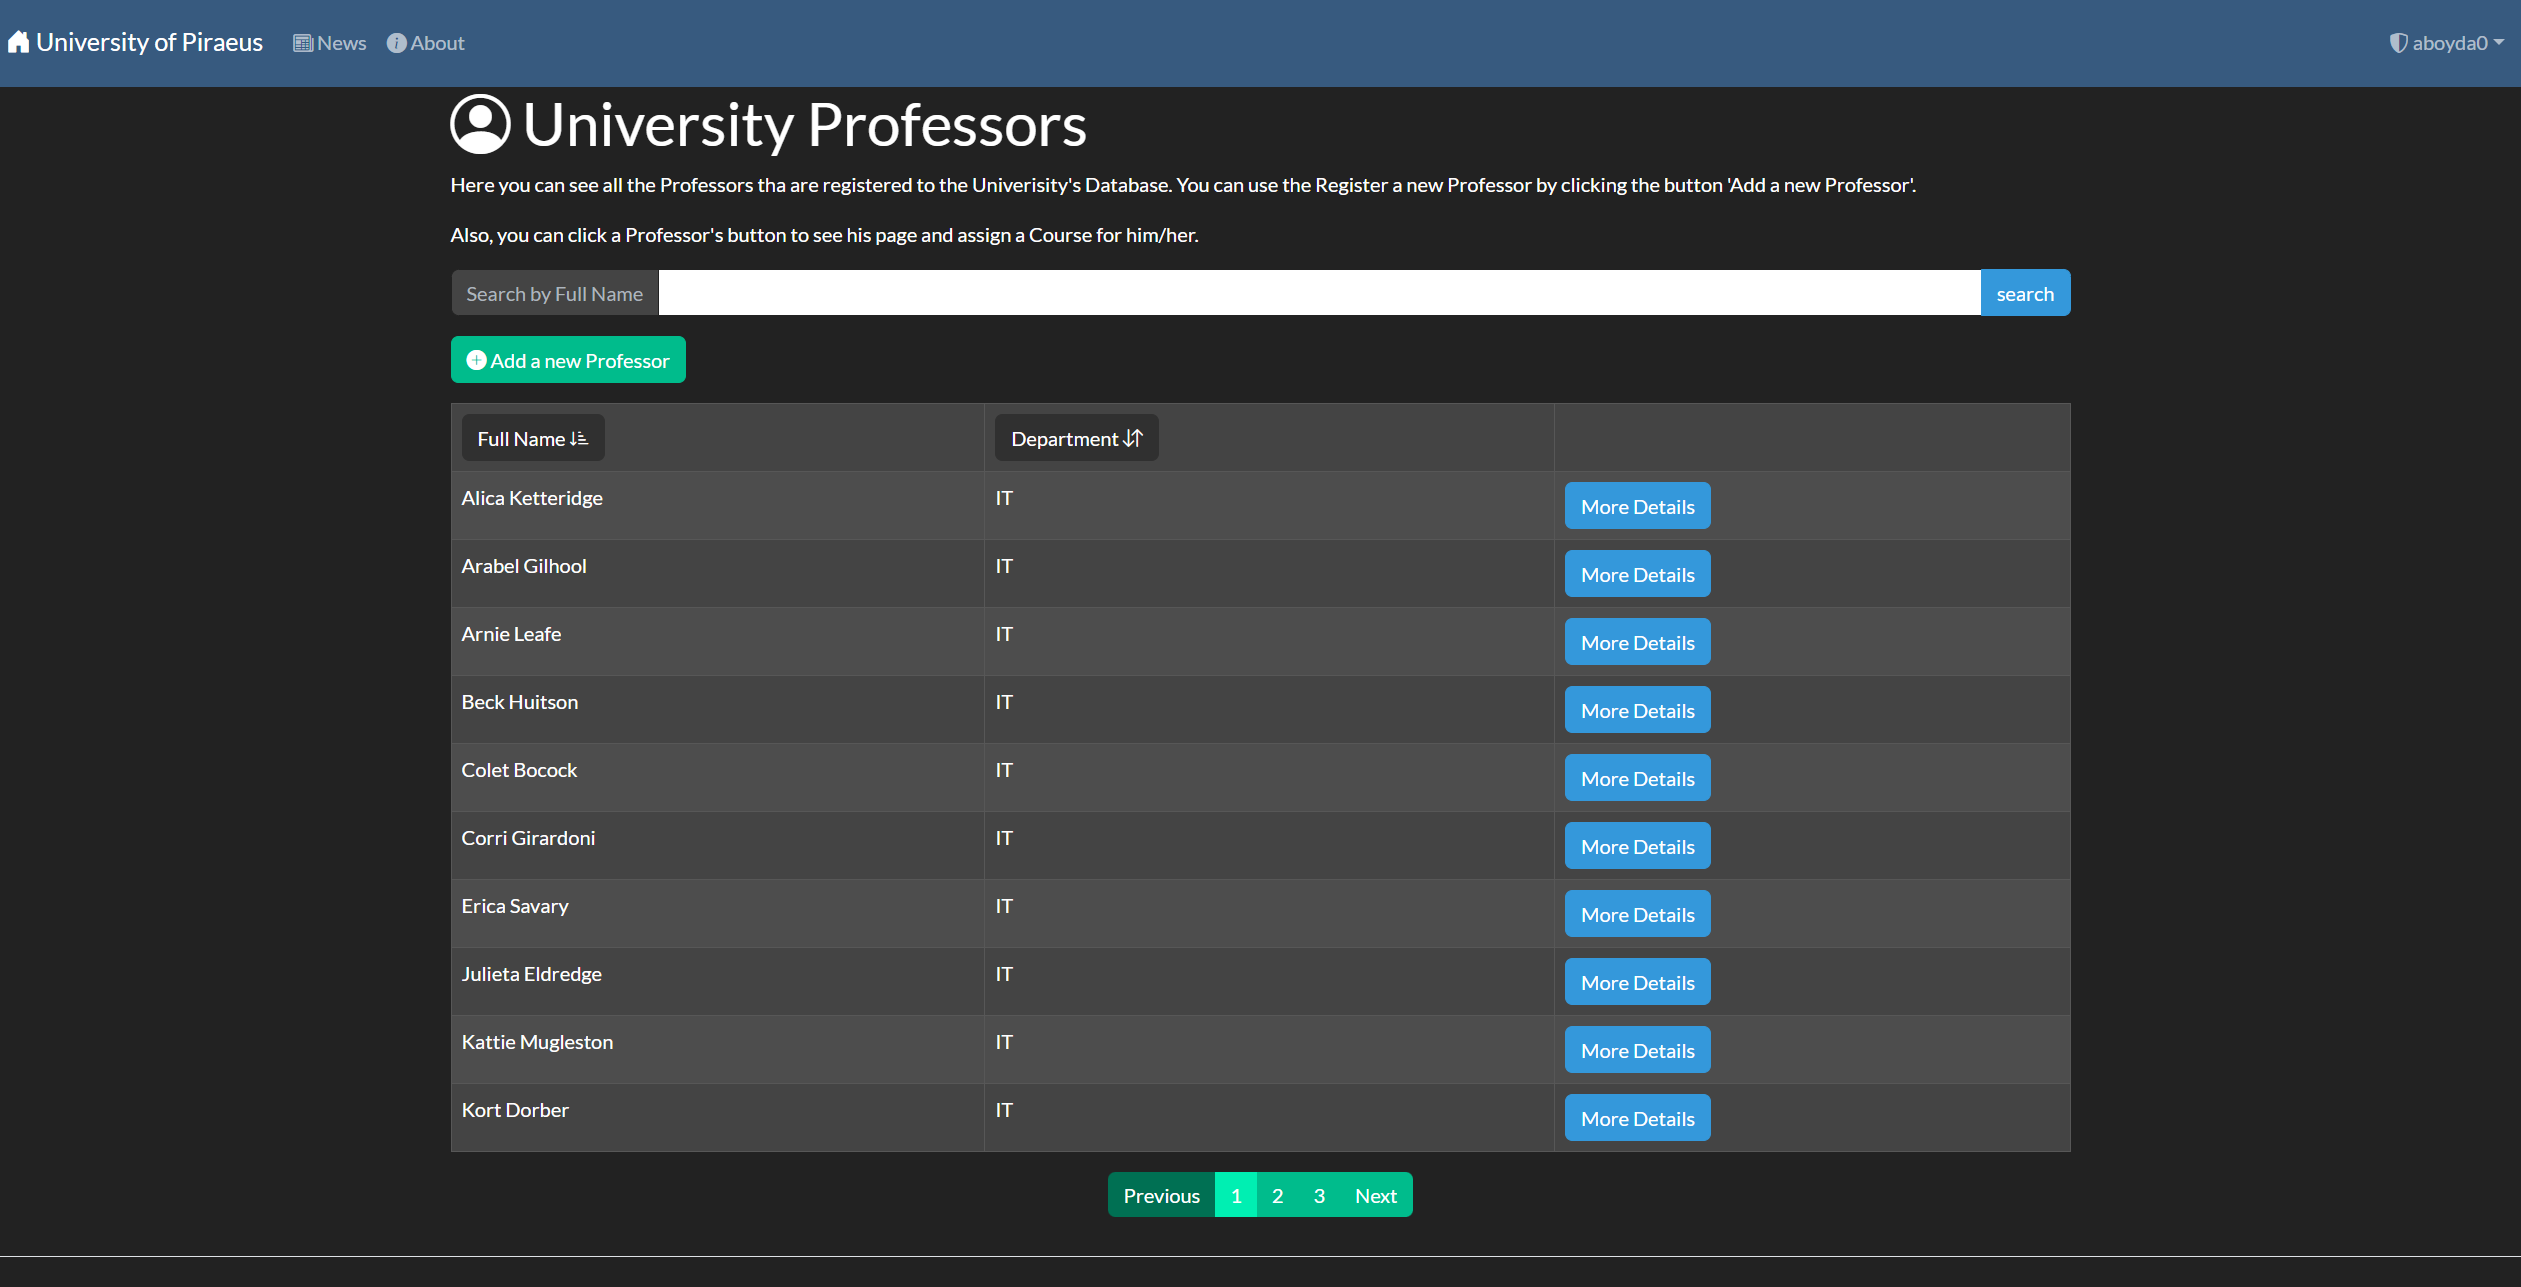 University of Piraeus News About aboyda0
University Professors
Here you can see all the Professors tha are registered to the Univerisity's Database. You can use the Register a new Professor by clicking the button 'Add a new Professor'.
Also, you can click a Professor's button to see his page and assign a Course for him/her.
Search by Full Name search
Add a new Professor
Full Name Department
Alica Ketteridge IT More Details
Arabel Gilhool IT More Details
Arnie Leafe IT More Details
Beck Huitson IT More Details
Colet Bocock IT More Details
Corri Girardoni IT More Details
Erica Savary IT More Details
Julieta Eldredge IT More Details
Kattie Mugleston IT More Details
Kort Dorber IT More Details
Previous 1 2 3 Next